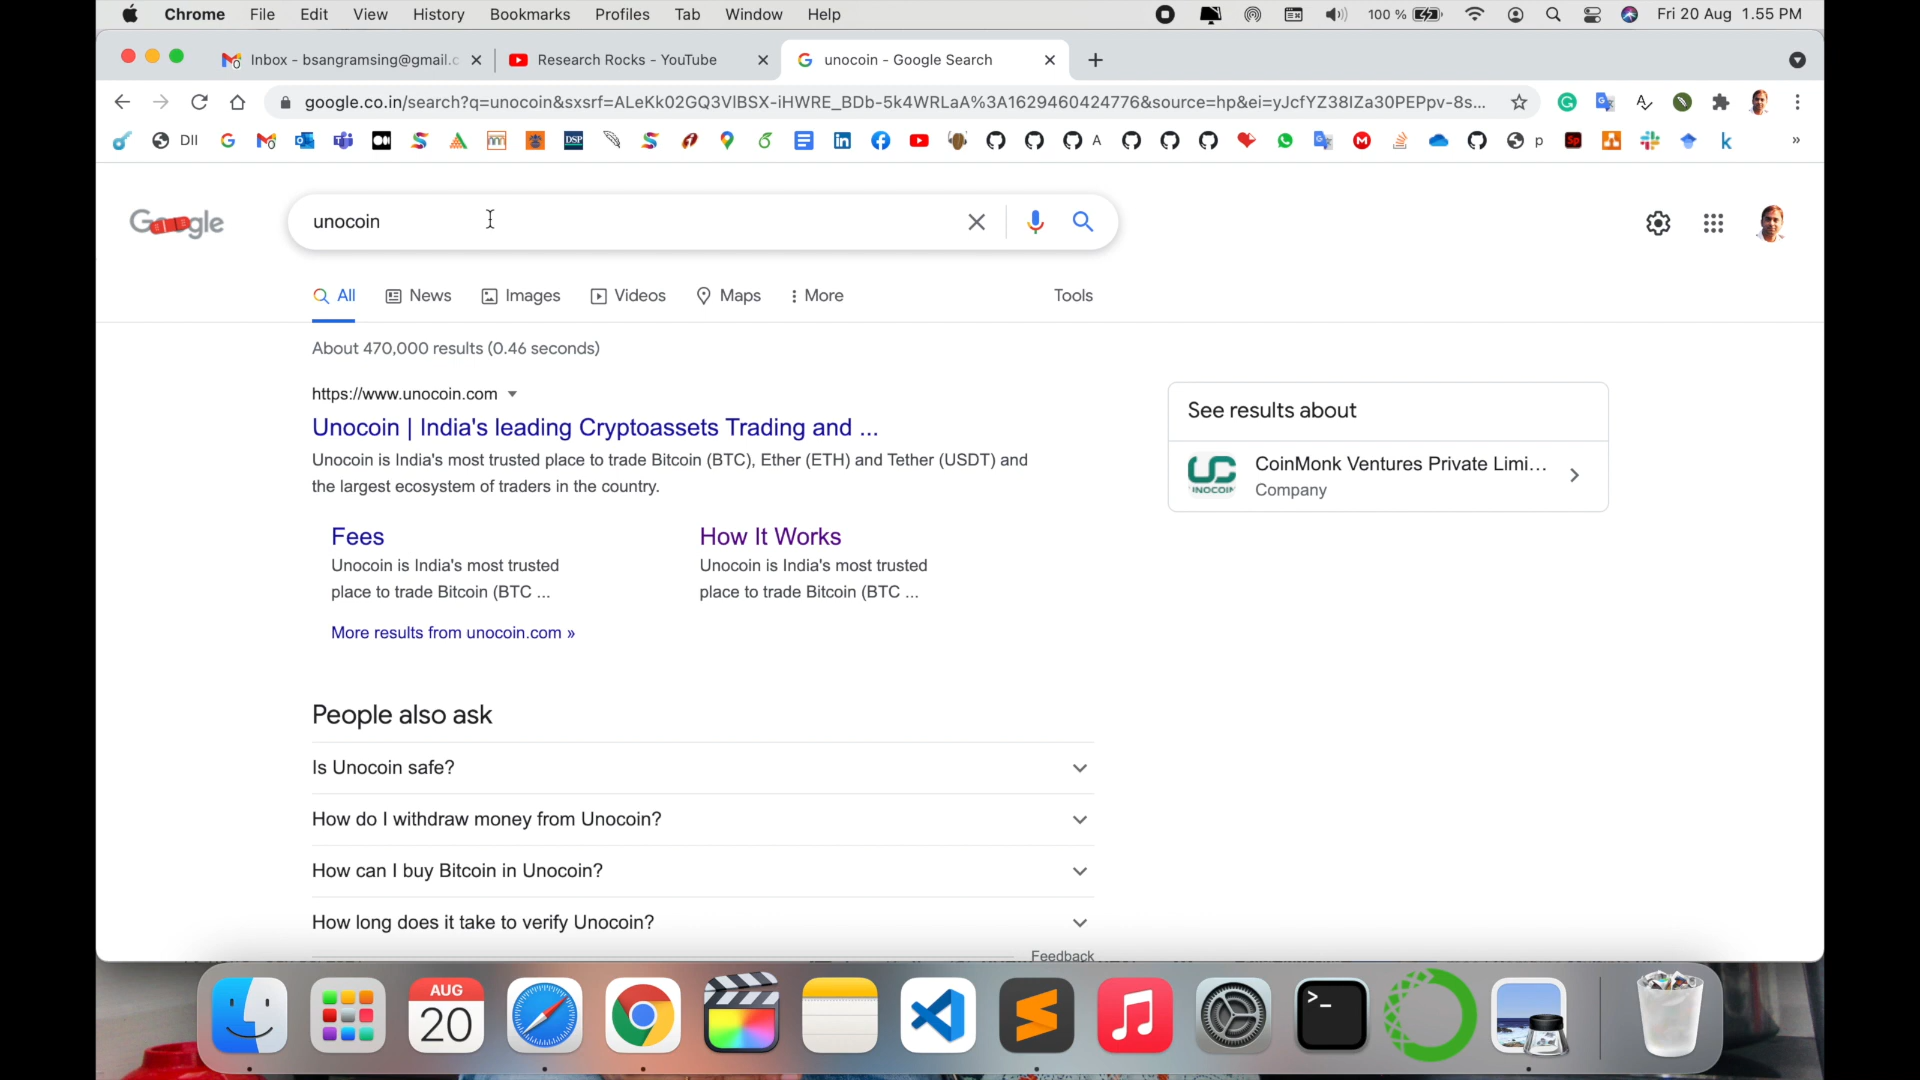 Chrome File Edit View History Bookmarks Profiles Tab Window Help 100 % Fri 20 Aug 1.55 PM
Inbox - bsangramsing@gmail.c Research Rocks - YouTube unocoin - Google Search
google.co.in/search?q=unocoin&sxsrf=ALeKk02GQ3VlBSX-iHWRE_BDb-5k4WRLaA%3A1629460424776&source=hp&ei=yJcfYZ38IZa30PEPpv-8s...
DII DSP A p Sp k »
Google unocoin
All News Images Videos Maps More Tools
About 470,000 results (0.46 seconds)
https://www.unocoin.com
Unocoin | India's leading Cryptoassets Trading and ...
Unocoin is India's most trusted place to trade Bitcoin (BTC), Ether (ETH) and Tether (USDT) and
the largest ecosystem of traders in the country.
Fees
Unocoin is India's most trusted
place to trade Bitcoin (BTC ...
How It Works
Unocoin is India's most trusted
place to trade Bitcoin (BTC ...
More results from unocoin.com »
See results about
UNOCOIN
CoinMonk Ventures Private Limi...
Company
People also ask
Is Unocoin safe?
How do I withdraw money from Unocoin?
How can I buy Bitcoin in Unocoin?
How long does it take to verify Unocoin?
Feedback
AUG
20